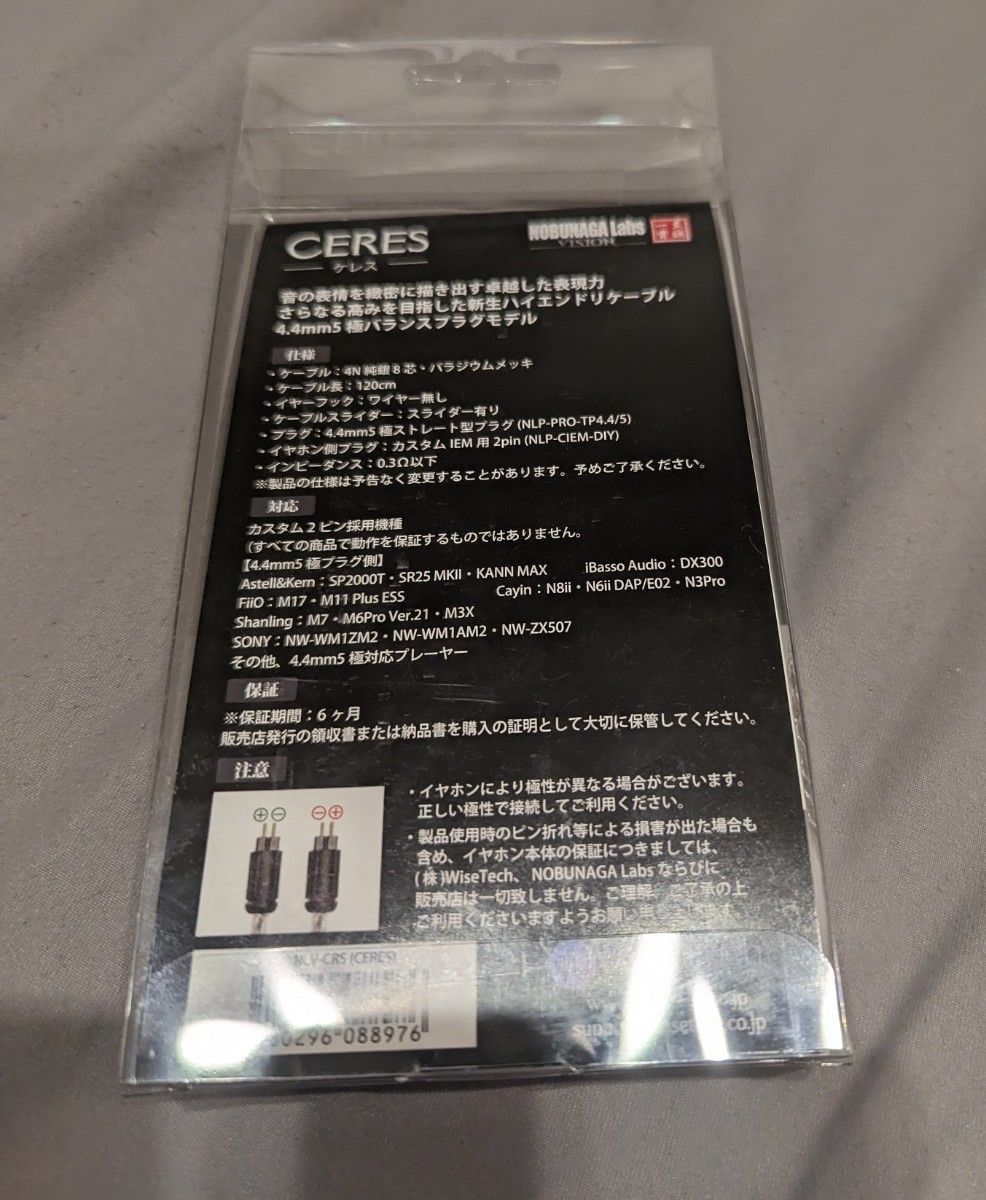 CERES
ケレス
NOBUNAGA Labs
VISION
音の表情を緻密に描き出す卓越した表現力
さらなる高みを目指した新生ハイエンドリケーブル
4.4mm5 極バランスプラグモデル
仕様
・ケーブル：4N 純銀 8 芯・パラジウムメッキ
・ケーブル長：120cm
・イヤーフック：ワイヤー無し
・ケーブルスライダー：スライダー有り
・プラグ：4.4mm5 極ストレート型プラグ (NLP-PRO-TP4.4/5)
・イヤホン側プラグ：カスタム IEM 用 2pin (NLP-CIEM-DIY)
・インピーダンス：0.3Ω以下
※製品の仕様は予告なく変更することがあります。予めご了承ください。
対応
カスタム 2 ピン採用機種
(すべての商品で動作を保証するものではありません。
【4.4mm5 極プラグ側】
Astell&Kern：SP2000T・SR25 MKII・KANN MAX iBasso Audio：DX300
FiiO：M17・M11 Plus ESS Cayin：N8ii・N6ii DAP/E02・N3Pro
Shanling：M7・M6Pro Ver.21・M3X
SONY：NW-WM1ZM2・NW-WM1AM2・NW-ZX507
その他、4.4mm5 極対応プレーヤー
保証
※保証期間：6 ヶ月
販売店発行の領収書または納品書を購入の証明として大切に保管してください。
注意
・イヤホンにより極性が異なる場合がございます。
正しい極性で接続してご利用ください。
・製品使用時のピン折れ等による損害が出た場合も
含め、イヤホン本体の保証につきましては、
(株)WiseTech、NOBUNAGA Labs ならびに
販売店は一切致しません。ご理解、ご了承の上
ご利用くださいますようお願い
⊕⊖ ⊖⊕
NLV-CRS (CERES)
0296 088976
.jp
.co.jp